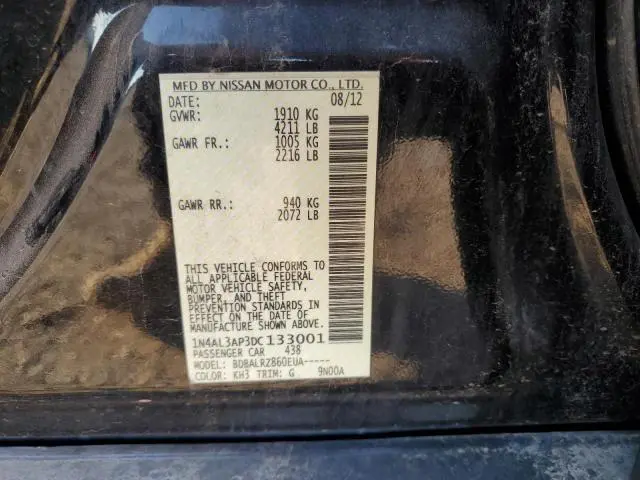 MFD BY NISSAN MOTOR CO., LTD.
DATE: 08/12
GVWR: 1910 KG
4211 LB
GAWR FR.: 1005 KG
2216 LB
GAWR RR.: 940 KG
2072 LB
THIS VEHICLE CONFORMS TO
ALL APPLICABLE FEDERAL
MOTOR VEHICLE SAFETY,
BUMPER, AND THEFT
PREVENTION STANDARDS IN
EFFECT ON THE DATE OF
MANUFACTURE SHOWN ABOVE.
1N4AL3AP3DC133001
PASSENGER CAR 438
MODEL: BDBALRZ860EUA-----
COLOR: KH3 TRIM: G 9N00A